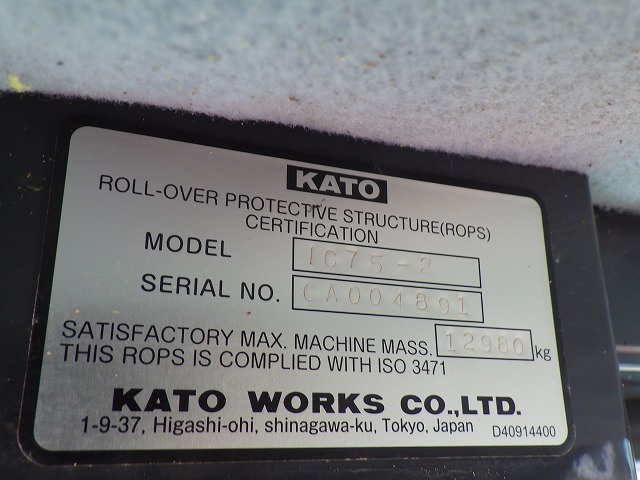 KATO
ROLL-OVER PROTECTIVE STRUCTURE(ROPS)
CERTIFICATION
MODEL IC75-2
SERIAL NO. CA004891
SATISFACTORY MAX. MACHINE MASS. 12980 kg
THIS ROPS IS COMPLIED WITH ISO 3471
KATO WORKS CO.,LTD.
1-9-37, Higashi-ohi, shinagawa-ku, Tokyo, Japan D40914400